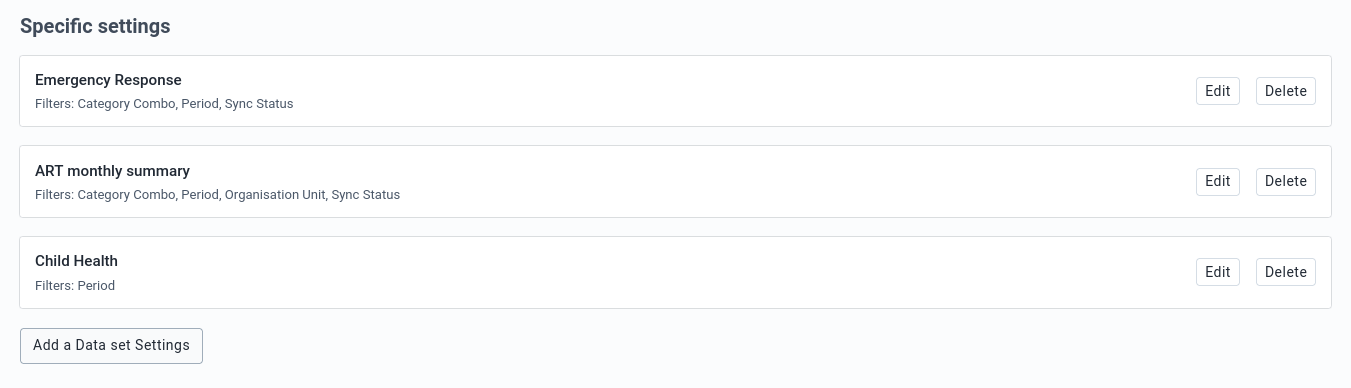 Specific settings
Emergency Response
Filters: Category Combo, Period, Sync Status
Edit
Delete
ART monthly summary
Filters: Category Combo, Period, Organisation Unit, Sync Status
Edit
Delete
Child Health
Filters: Period
Edit
Delete
Add a Data set Settings